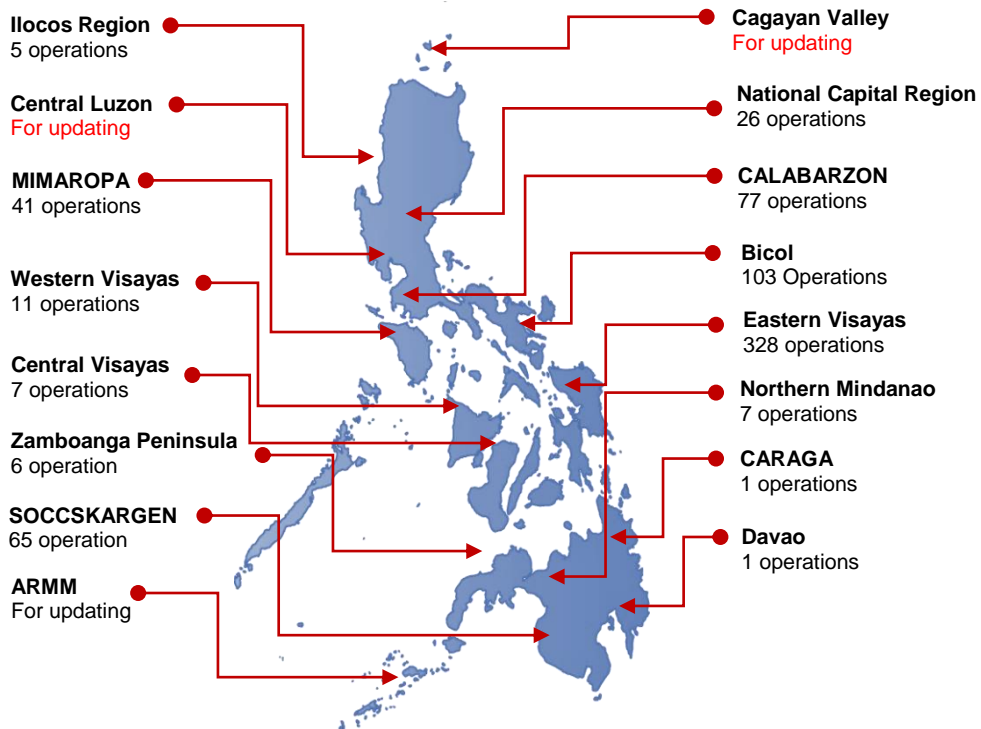 Ilocos Region
5 operations
Central Luzon
For updating
MIMAROPA
41 operations
Western Visayas
11 operations
Central Visayas
7 operations
Zamboanga Peninsula
6 operation
SOCCSKARGEN
65 operation
ARMM
For updating
Cagayan Valley
For updating
National Capital Region
26 operations
CALABARZON
77 operations
Bicol
103 Operations
Eastern Visayas
328 operations
Northern Mindanao
7 operations
CARAGA
1 operations
Davao
1 operations